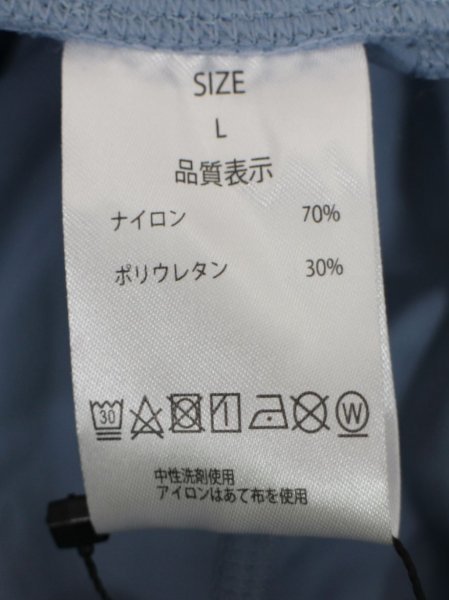 SIZE
L
品質表示
ナイロン 70%
ポリウレタン 30%
30 W
中性洗剤使用
アイロンはあて布を使用